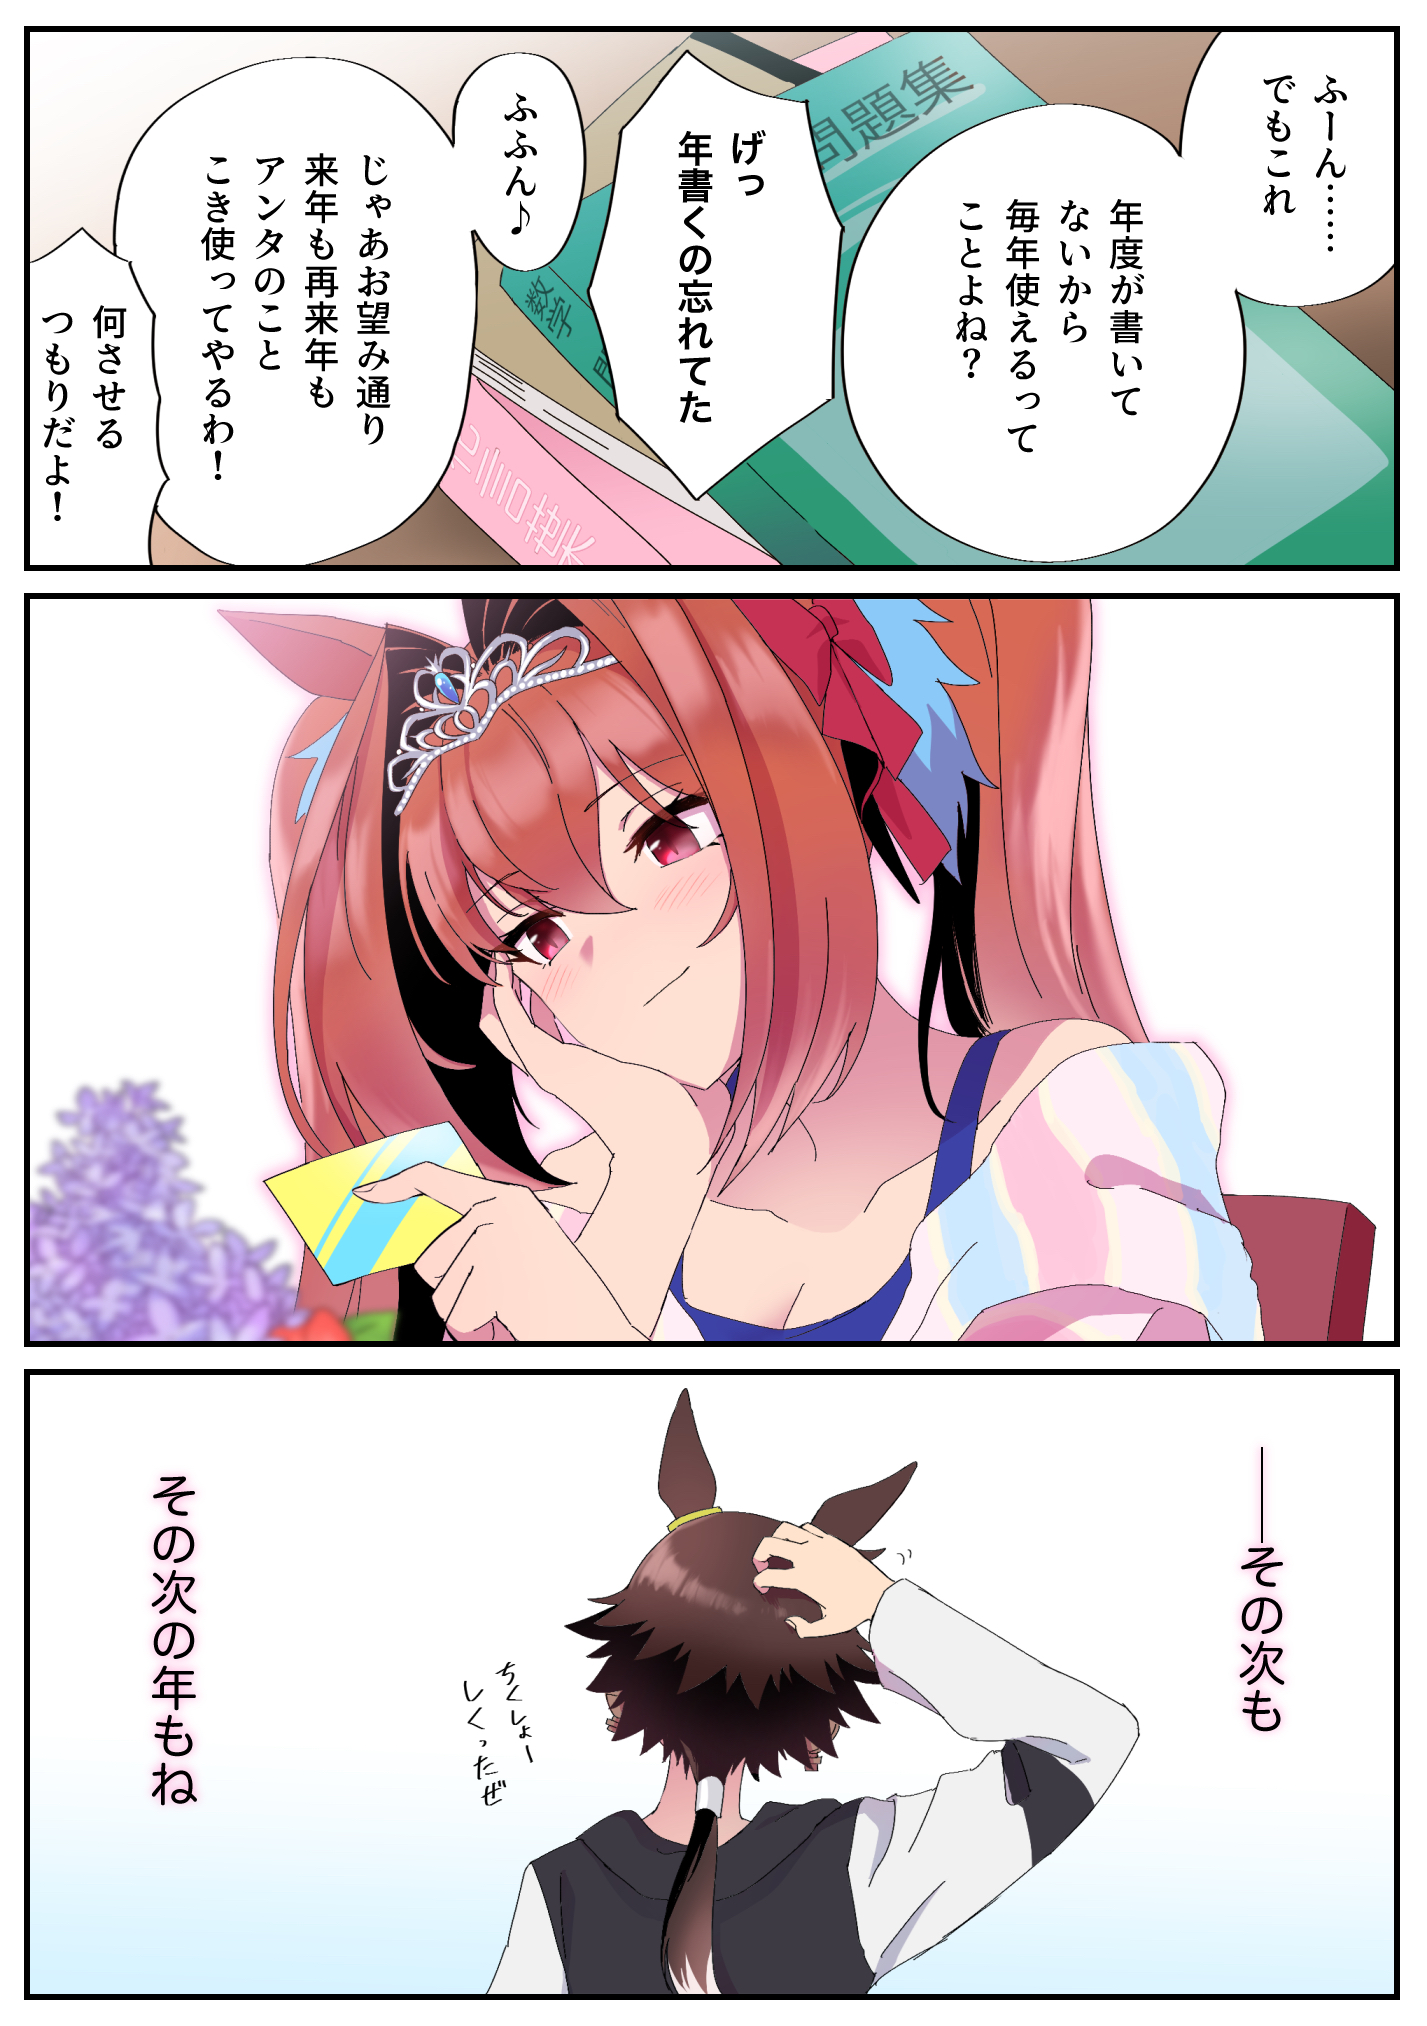 ふーん……
でもこれ
年度が書いて
ないから
毎年使えるって
ことよね？
げっ
年書くの忘れてた
ふふん♪
じゃあお望み通り
来年も再来年も
アンタのこと
こき使ってやるわ！
何させる
つもりだよ！
問題集
数学
――その次も
ちくしょー
しくったぜ
その次の年もね